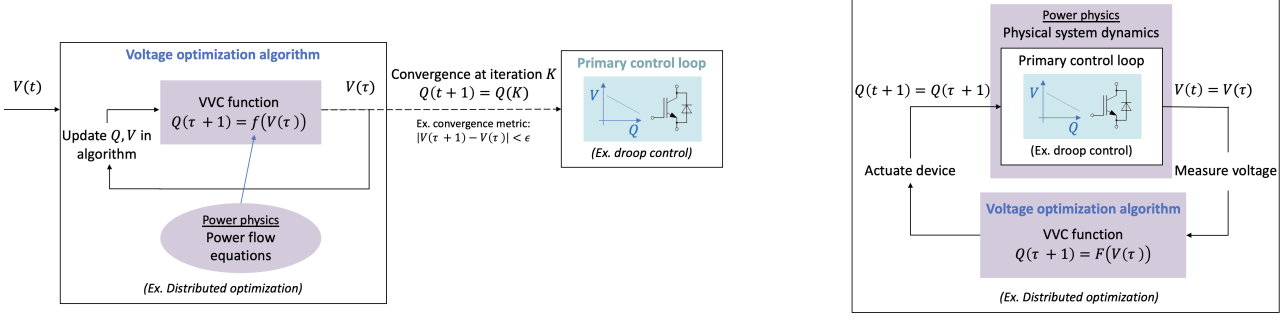 Voltage optimization algorithm
V(t)
VVC function
Q(τ + 1) = f(V(τ))
V(τ)
Update Q, V in
algorithm
Power physics
Power flow
equations
(Ex. Distributed optimization)
Convergence at iteration K
Q(t + 1) = Q(K)
Ex. convergence metric:
|V(τ + 1) − V(τ)| < ϵ
Primary control loop
V
Q
(Ex. droop control)
Power physics
Physical system dynamics
Primary control loop
V
Q
(Ex. droop control)
Q(t + 1) = Q(τ + 1)
V(t) = V(τ)
Actuate device
Measure voltage
Voltage optimization algorithm
VVC function
Q(τ + 1) = F(V(τ))
(Ex. Distributed optimization)